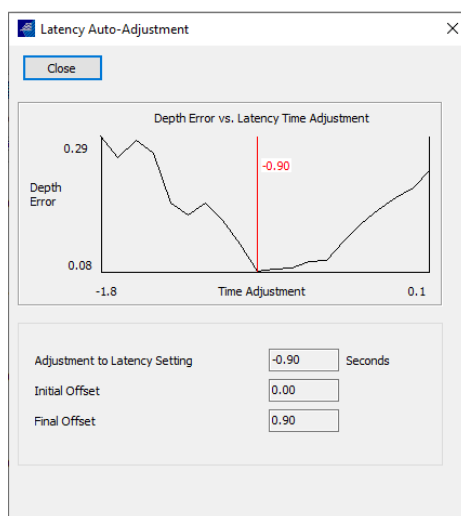 Latency Auto-Adjustment
Close
Depth Error vs. Latency Time Adjustment
0.29
-0.90
Depth
Error
0.08
-1.8 Time Adjustment 0.1
Adjustment to Latency Setting -0.90 Seconds
Initial Offset 0.00
Final Offset 0.90